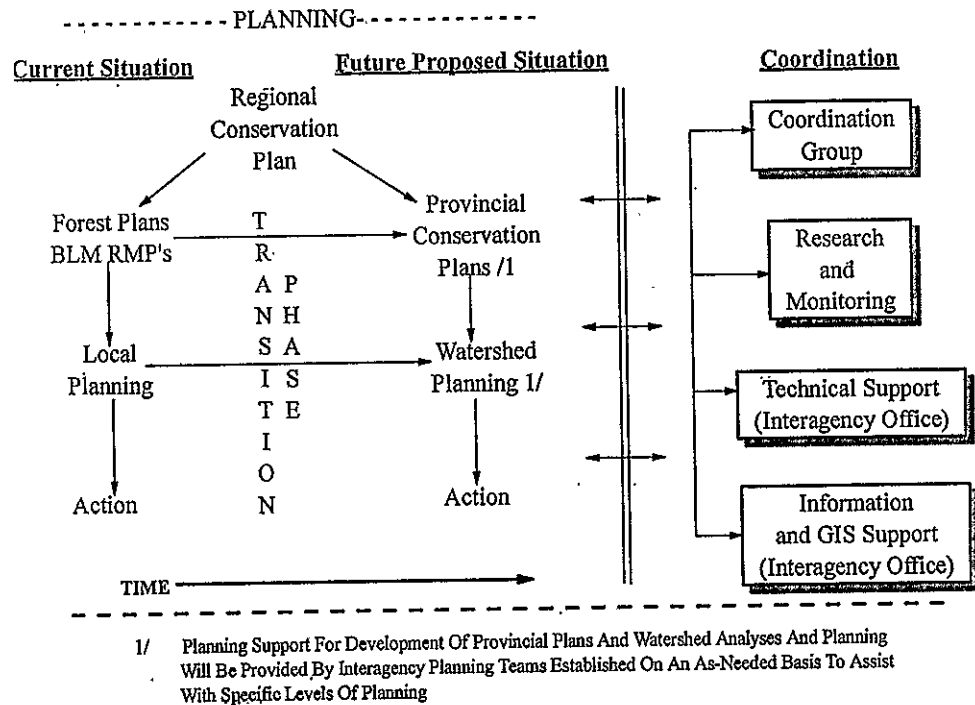 PLANNING
Current Situation
Future Proposed Situation
Coordination
Regional
Conservation
Plan
Forest Plans
BLM RMP's
Provincial
Conservation
Plans /1
TRANSITION
PHASE
Local
Planning
Watershed
Planning 1/
Action
Action
TIME
Coordination
Group
Research
and
Monitoring
Technical Support
(Interagency Office)
Information
and GIS Support
(Interagency Office)
1/ Planning Support For Development Of Provincial Plans And Watershed Analyses And Planning
Will Be Provided By Interagency Planning Teams Established On An As-Needed Basis To Assist
With Specific Levels Of Planning